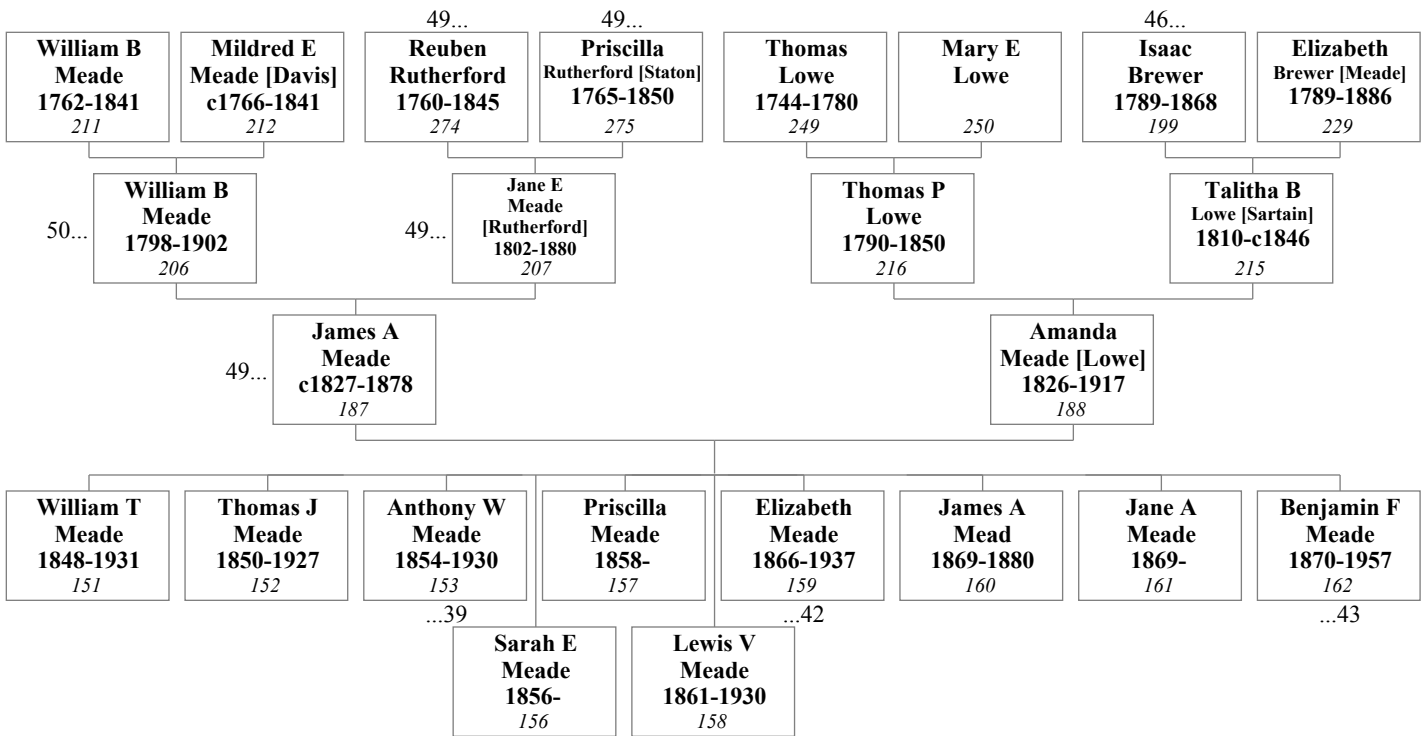 49...
49...
46...
William B
Meade
1762-1841
211
Mildred E
Meade [Davis]
c1766-1841
212
Reuben
Rutherford
1760-1845
274
Priscilla
Rutherford [Staton]
1765-1850
275
Thomas
Lowe
1744-1780
249
Mary E
Lowe
250
Isaac
Brewer
1789-1868
199
Elizabeth
Brewer [Meade]
1789-1886
229
50...
William B
Meade
1798-1902
206
49...
Jane E
Meade
[Rutherford]
1802-1880
207
Thomas P
Lowe
1790-1850
216
Talitha B
Lowe [Sartain]
1810-c1846
215
49...
James A
Meade
c1827-1878
187
Amanda
Meade [Lowe]
1826-1917
188
William T
Meade
1848-1931
151
Thomas J
Meade
1850-1927
152
Anthony W
Meade
1854-1930
153
...39
Priscilla
Meade
1858-
157
Elizabeth
Meade
1866-1937
159
...42
James A
Mead
1869-1880
160
Jane A
Meade
1869-
161
Benjamin F
Meade
1870-1957
162
...43
Sarah E
Meade
1856-
156
Lewis V
Meade
1861-1930
158